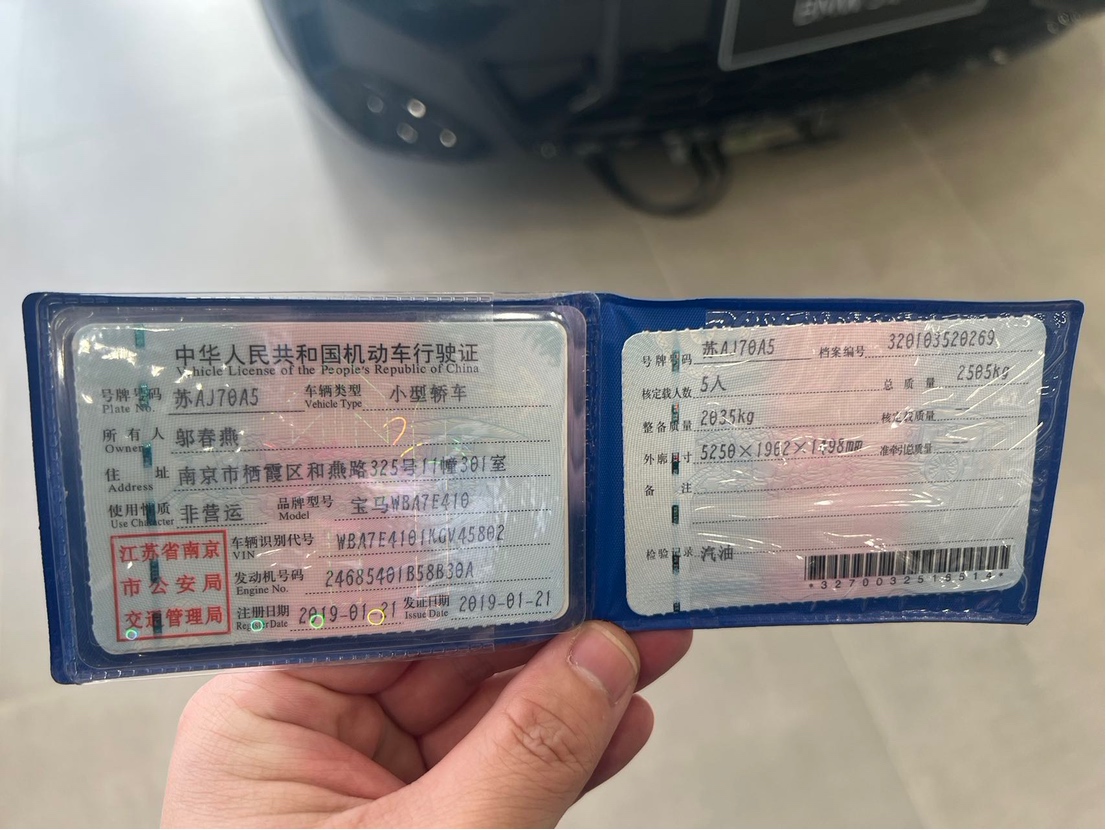 中华人民共和国机动车行驶证
Vehicle License of the People's Republic of China
号牌号码 苏AJ70A5 车辆类型 小型轿车
Plate No. Vehicle Type
所有人 邬春燕
Owner
住址 南京市栖霞区和燕路325号11幢301室
Address
使用性质 非营运 品牌型号 宝马WBA7E410
Use Character Model
江苏省南京
市公安局
交通管理局
车辆识别代号 WBA7E4101KGV45802
VIN
发动机号码 24685401B58B30A
Engine No.
注册日期 2019-01-21 发证日期 2019-01-21
Register Date Issue Date
号牌号码 苏AJ70A5 档案编号 320103520269
核定载人数 5人 总质量 2505kg
整备质量 2035kg 核定载质量 —
外廓尺寸 5250×1902×1498mm 准牵引总质量 —
备注
检验记录 汽油